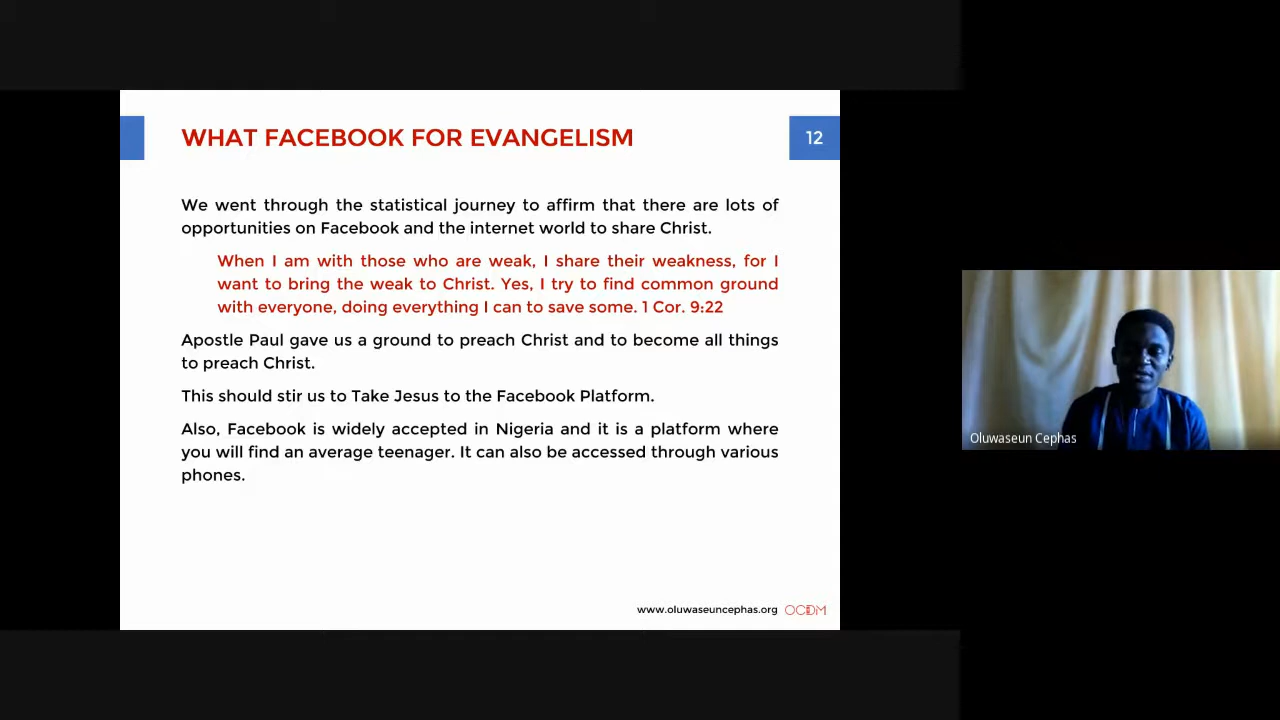 WHAT FACEBOOK FOR EVANGELISM
12
We went through the statistical journey to affirm that there are lots of
opportunities on Facebook and the internet world to share Christ.
When I am with those who are weak, I share their weakness, for I
want to bring the weak to Christ. Yes, I try to find common ground
with everyone, doing everything I can to save some. 1 Cor. 9:22
Apostle Paul gave us a ground to preach Christ and to become all things
to preach Christ.
This should stir us to Take Jesus to the Facebook Platform.
Also, Facebook is widely accepted in Nigeria and it is a platform where
you will find an average teenager. It can also be accessed through various
phones.
www.oluwaseuncephas.org
Oluwaseun Cephas